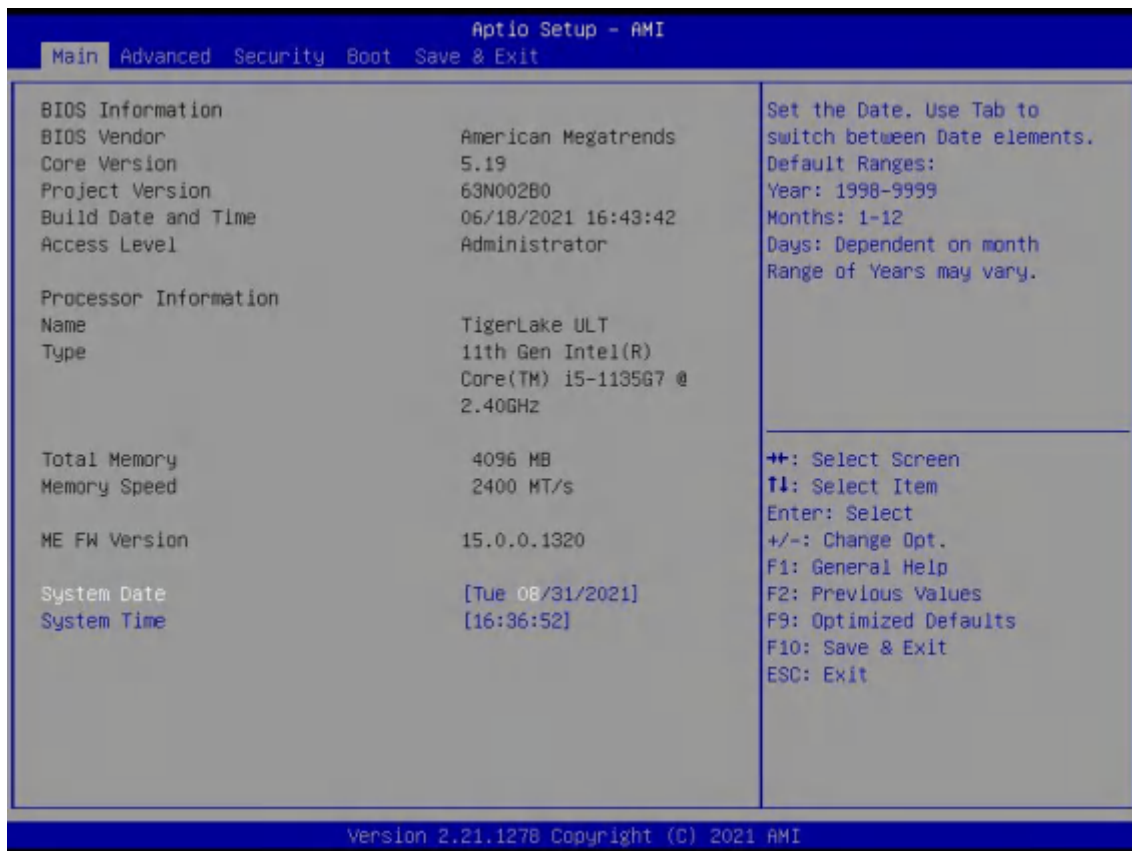 Aptio Setup - AMI
Main Advanced Security Boot Save & Exit
BIOS Information
BIOS Vendor American Megatrends
Core Version 5.19
Project Version 63N002B0
Build Date and Time 06/18/2021 16:43:42
Access Level Administrator
Processor Information
Name TigerLake ULT
Type 11th Gen Intel(R)
Core(TM) i5-1135G7 @
2.40GHz
Total Memory 4096 MB
Memory Speed 2400 MT/s
ME FW Version 15.0.0.1320
System Date [Tue 08/31/2021]
System Time [16:36:52]
Set the Date. Use Tab to
switch between Date elements.
Default Ranges:
Year: 1998-9999
Months: 1-12
Days: Dependent on month
Range of Years may vary.
→←: Select Screen
↑↓: Select Item
Enter: Select
+/-: Change Opt.
F1: General Help
F2: Previous Values
F9: Optimized Defaults
F10: Save & Exit
ESC: Exit
Version 2.21.1278 Copyright (C) 2021 AMI